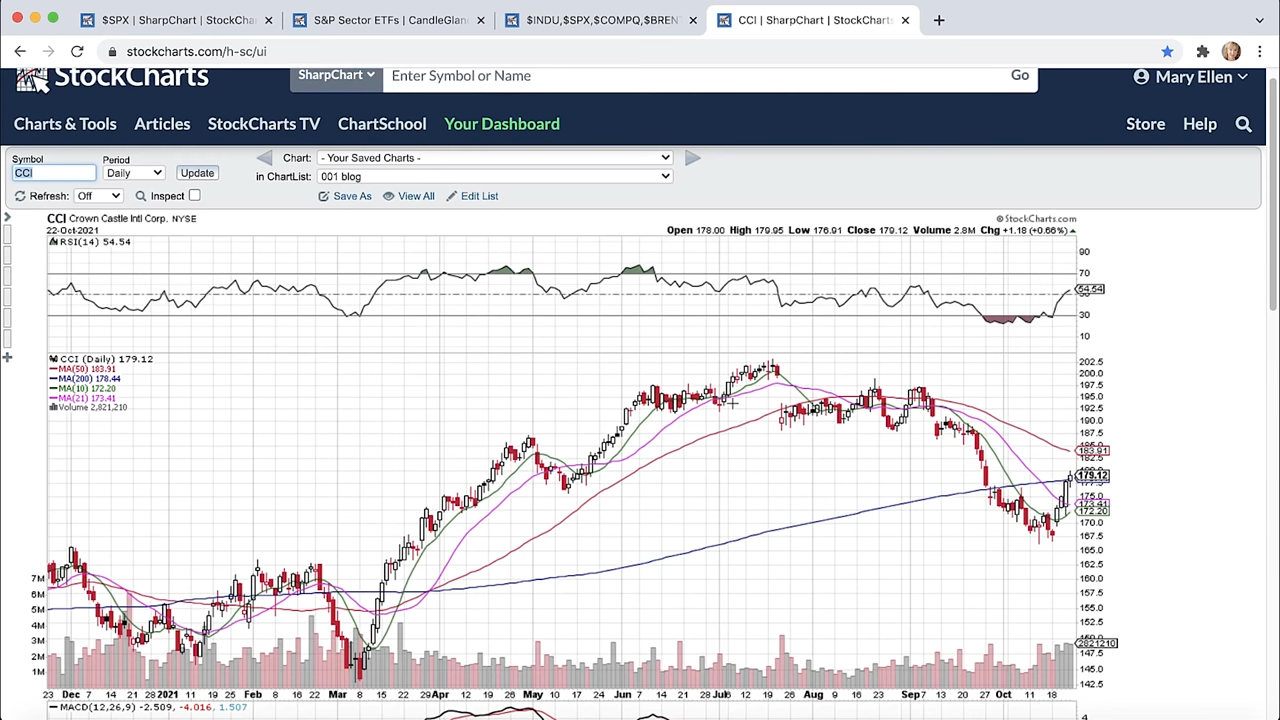 $SPX | SharpChart | StockChar
S&P Sector ETFs | CandleGlan
$INDU,$SPX,$COMPQ,$BREN
CCI | SharpChart | StockCharts
stockcharts.com/h-sc/ui
StockCharts
SharpChart
Enter Symbol or Name
Go
Mary Ellen
Charts & Tools
Articles
StockCharts TV
ChartSchool
Your Dashboard
Store
Help
Symbol
Period
Chart:
- Your Saved Charts -
CCI
Daily
Update
in ChartList:
001 blog
Refresh:
Off
Inspect
Save As
View All
Edit List
CCI Crown Castle Intl Corp. NYSE
© StockCharts.com
22-Oct-2021
Open 178.00 High 179.95 Low 176.91 Close 179.12 Volume 2.8M Chg +1.18 (+0.66%)
RSI(14) 54.54
90
70
54.54
30
10
CCI (Daily) 179.12
MA(50) 183.91
MA(200) 178.44
MA(10) 172.20
MA(21) 173.41
Volume 2,821,210
202.5
200.0
197.5
195.0
192.5
190.0
187.5
183.91
182.5
179.12
175.0
173.41
172.20
170.0
167.5
165.0
162.5
160.0
157.5
155.0
152.5
147.5
145.0
142.5
7M
6M
5M
4M
3M
2M
1M
2821210
23 Dec 7 14 21 28 2021 11 19 25 Feb 8 16 22 Mar 8 15 22 29 Apr 12 19 26 May 10 17 24 Jun 7 14 21 28 Jul 6 12 19 26 Aug 9 16 23 Sep 7 13 20 27 Oct 11 18
MACD(12,26,9) -2.509, -4.016, 1.507
4